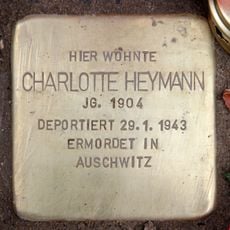 HIER WOHNTE
CHARLOTTE HEYMANN
JG. 1904
DEPORTIERT 29.1.1943
ERMORDET IN
AUSCHWITZ